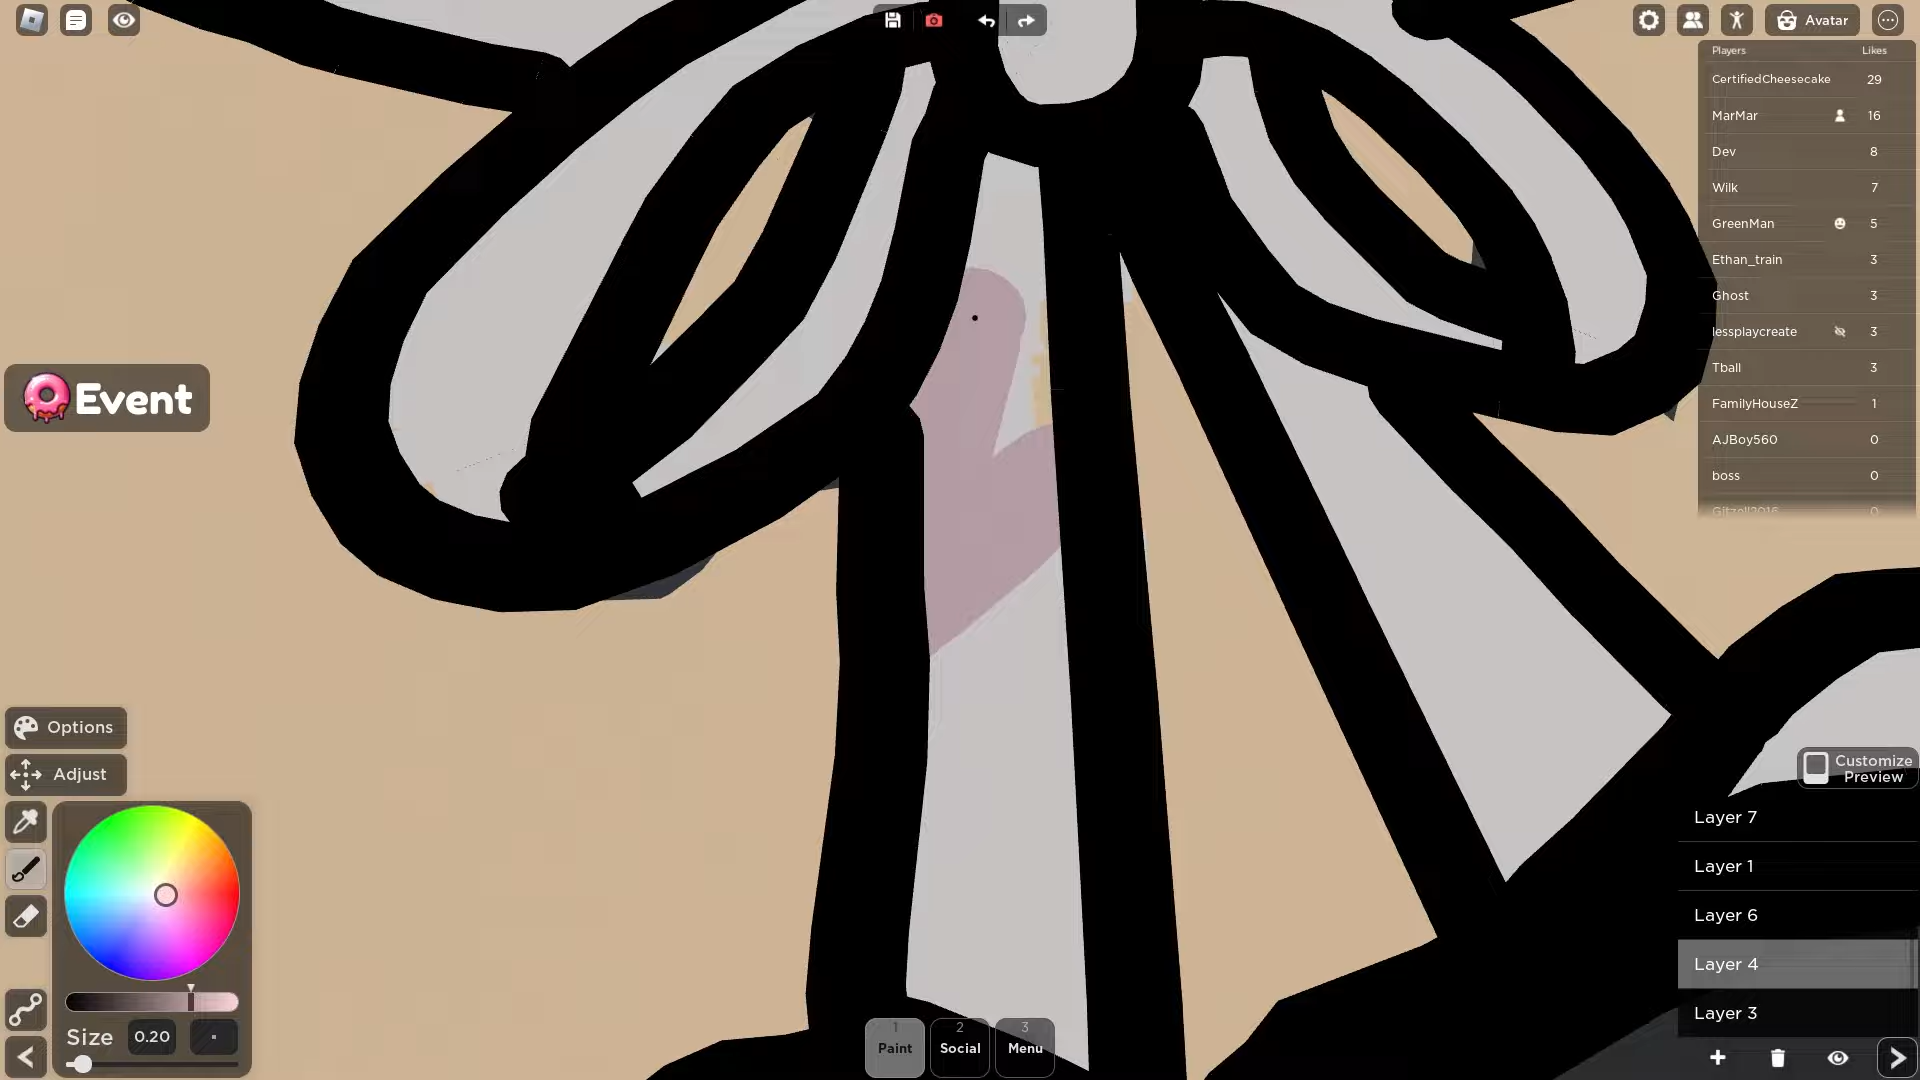 Avatar
Players Likes
CertifiedCheesecake 29
MarMar 16
Dev 8
Wilk 7
GreenMan 5
Ethan_train 3
Ghost 3
lessplaycreate 3
Tball 3
FamilyHouseZ 1
AJBoy560 0
boss 0
Gitzell2016 0
Event
Options
Adjust
Size 0.20
1
Paint
2
Social
3
Menu
Customize
Preview
Layer 7
Layer 1
Layer 6
Layer 4
Layer 3